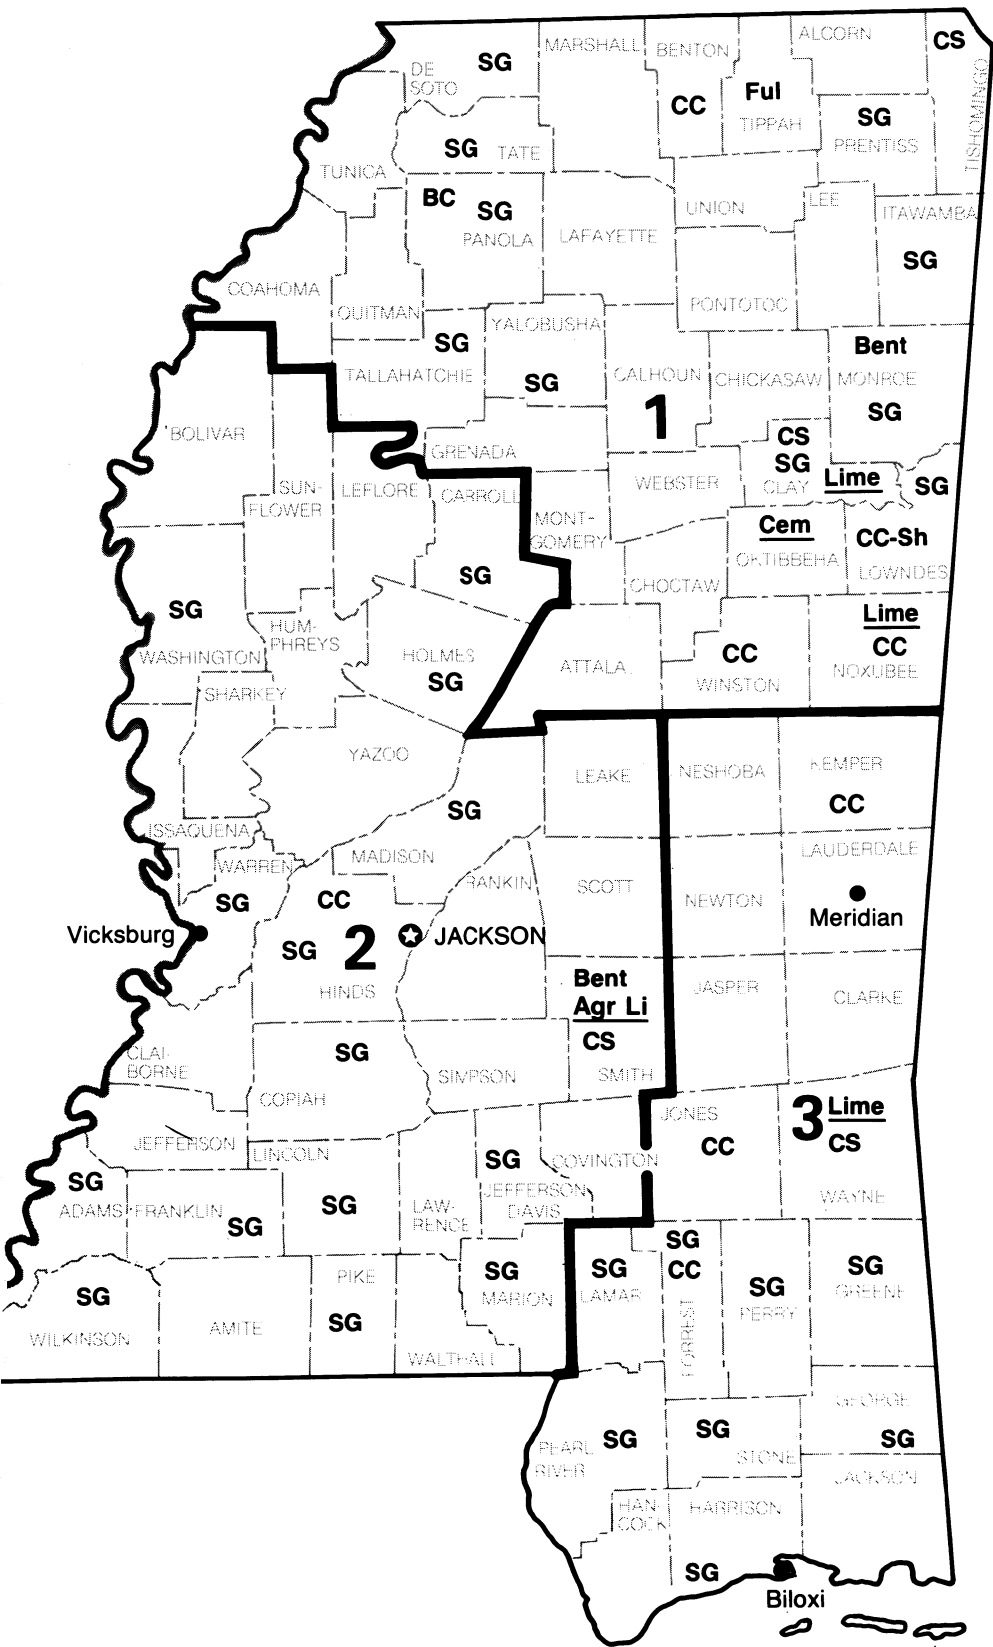 MARSHALL
BENTON
ALCORN
CS
SG
DE
SOTO
TISHOMINGO
CC
Ful
TIPPAH
SG
PRENTISS
SG
TATE
TUNICA
BC
SG
PANOLA
LAFAYETTE
UNION
LEE
ITAWAMBA
SG
COAHOMA
QUITMAN
PONTOTOC
YALOBUSHA
SG
TALLAHATCHIE
SG
CALHOUN
CHICKASAW
Bent
MONROE
SG
1
BOLIVAR
GRENADA
CS
SG
CLAY
Lime
SG
SUN-
FLOWER
LEFLORE
CARROLL
WEBSTER
MONT-
GOMERY
Cem
OKTIBBEHA
CC-Sh
LOWNDES
SG
CHOCTAW
SG
WASHINGTON
HUM-
PHREYS
HOLMES
SG
ATTALA
CC
WINSTON
Lime
CC
NOXUBEE
SHARKEY
YAZOO
LEAKE
NESHOBA
KEMPER
CC
SG
ISSAQUENA
WARREN
SG
MADISON
RANKIN
SCOTT
NEWTON
LAUDERDALE
Meridian
Vicksburg
CC
SG
2
JACKSON
HINDS
Bent
Agr Li
CS
SMITH
JASPER
CLARKE
CLAI-
BORNE
SG
COPIAH
SIMPSON
JONES
CC
3
Lime
CS
WAYNE
JEFFERSON
LINCOLN
SG
SG
JEFFERSON
DAVIS
COVINGTON
SG
ADAMS
FRANKLIN
SG
LAW-
RENCE
SG
WILKINSON
AMITE
PIKE
SG
SG
MARION
WALTHALL
SG
LAMAR
SG
CC
FORREST
SG
PERRY
SG
GREENE
PEARL
RIVER
SG
SG
STONE
GEORGE
SG
JACKSON
HAN-
COCK
HARRISON
SG
Biloxi